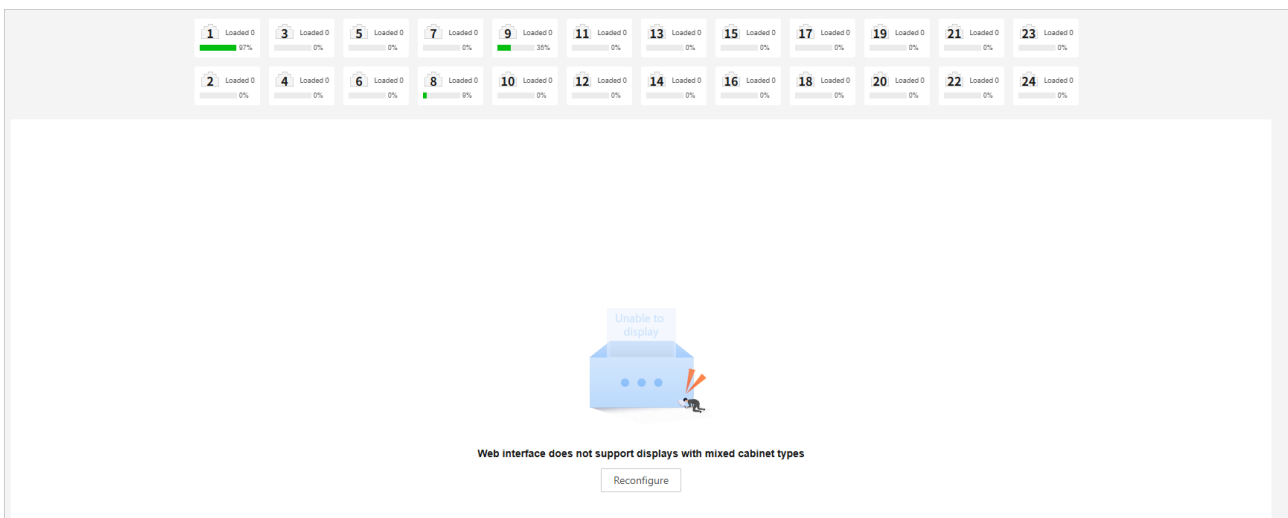 1 Loaded 0 3 Loaded 0 5 Loaded 0 7 Loaded 0 9 Loaded 0 11 Loaded 0 13 Loaded 0 15 Loaded 0 17 Loaded 0 19 Loaded 0 21 Loaded 0 23 Loaded 0
97% 0% 0% 0% 35% 0% 0% 0% 0% 0% 0% 0%
2 Loaded 0 4 Loaded 0 6 Loaded 0 8 Loaded 0 10 Loaded 0 12 Loaded 0 14 Loaded 0 16 Loaded 0 18 Loaded 0 20 Loaded 0 22 Loaded 0 24 Loaded 0
0% 0% 0% 9% 0% 0% 0% 0% 0% 0% 0% 0%
Unable to
display
Web interface does not support displays with mixed cabinet types
Reconfigure